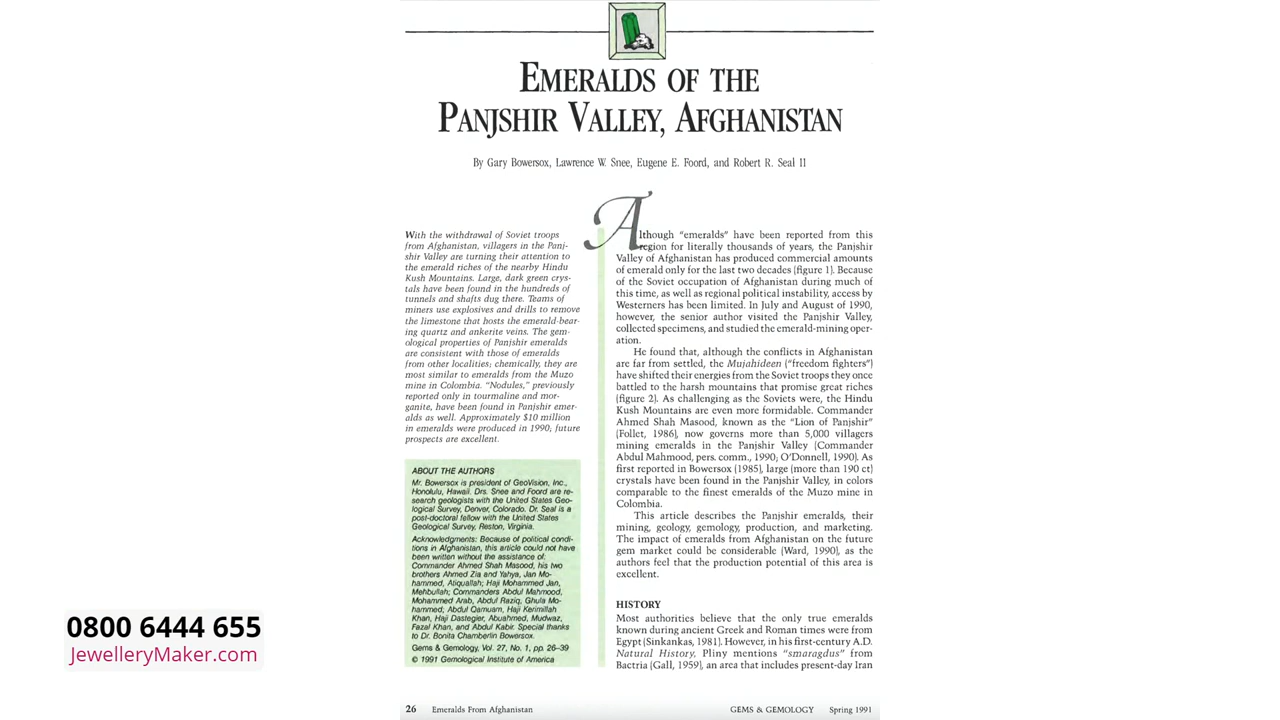 EMERALDS OF THE
PANJSHIR VALLEY, AFGHANISTAN
By Gary Bowersox, Lawrence W. Snee, Eugene E. Foord, and Robert R. Seal II
With the withdrawal of Soviet troops
from Afghanistan, villagers in the Panj-
shir Valley are turning their attention to
the emerald riches of the nearby Hindu
Kush Mountains. Large, dark green crys-
tals have been found in the hundreds of
tunnels and shafts dug there. Teams of
miners use explosives and drills to remove
the limestone that hosts the emerald-bear-
ing quartz and ankerite veins. The gem-
ological properties of Panjshir emeralds
are consistent with those of emeralds
from other localities; chemically, they are
most similar to emeralds from the Muzo
mine in Colombia. "Nodules," previously
reported only in tourmaline and mor-
ganite, have been found in Panjshir emer-
alds as well. Approximately $10 million
in emeralds were produced in 1990; future
prospects are excellent.
ABOUT THE AUTHORS
Mr. Bowersox is president of GeoVision, Inc.,
Honolulu, Hawaii. Drs. Snee and Foord are re-
search geologists with the United States Geo-
logical Survey, Denver, Colorado. Dr. Seal is a
post-doctoral fellow with the United States
Geological Survey, Reston, Virginia.
Acknowledgments: Because of political condi-
tions in Afghanistan, this article could not have
been written without the assistance of:
Commander Ahmed Shah Masood, his two
brothers Ahmed Zia and Yahya, Jan Mo-
hammed, Atiquallah; Haji Mohammed Jan,
Mehbullah; Commanders Abdul Mahmood,
Mohammed Arab, Abdul Raziq, Ghula Mo-
hammed; Abdul Qamuam, Haji Kerimillah
Khan, Haji Dastegier, Abuahmed, Mudwaz,
Fazal Khan, and Abdul Kabir. Special thanks
to Dr. Bonita Chamberlin Bowersox.
Gems & Gemology, Vol. 27, No. 1, pp. 26–39
© 1991 Gemological Institute of America
Although "emeralds" have been reported from this
region for literally thousands of years, the Panjshir
Valley of Afghanistan has produced commercial amounts
of emerald only for the last two decades (figure 1). Because
of the Soviet occupation of Afghanistan during much of
this time, as well as regional political instability, access by
Westerners has been limited. In July and August of 1990,
however, the senior author visited the Panjshir Valley,
collected specimens, and studied the emerald-mining oper-
ation.
He found that, although the conflicts in Afghanistan
are far from settled, the Mujahideen ("freedom fighters")
have shifted their energies from the Soviet troops they once
battled to the harsh mountains that promise great riches
(figure 2). As challenging as the Soviets were, the Hindu
Kush Mountains are even more formidable. Commander
Ahmed Shah Masood, known as the "Lion of Panjshir"
(Follet, 1986), now governs more than 5,000 villagers
mining emeralds in the Panjshir Valley (Commander
Abdul Mahmood, pers. comm., 1990; O'Donnell, 1990). As
first reported in Bowersox (1985), large (more than 190 ct)
crystals have been found in the Panjshir Valley, in colors
comparable to the finest emeralds of the Muzo mine in
Colombia.
This article describes the Panjshir emeralds, their
mining, geology, gemology, production, and marketing.
The impact of emeralds from Afghanistan on the future
gem market could be considerable (Ward, 1990), as the
authors feel that the production potential of this area is
excellent.
HISTORY
Most authorities believe that the only true emeralds
known during ancient Greek and Roman times were from
Egypt (Sinkankas, 1981). However, in his first-century A.D.
Natural History, Pliny mentions "smaragdus" from
Bactria (Gall, 1959), an area that includes present-day Iran
26 Emeralds From Afghanistan
GEMS & GEMOLOGY Spring 1991
0800 6444 655
JewelleryMaker.com